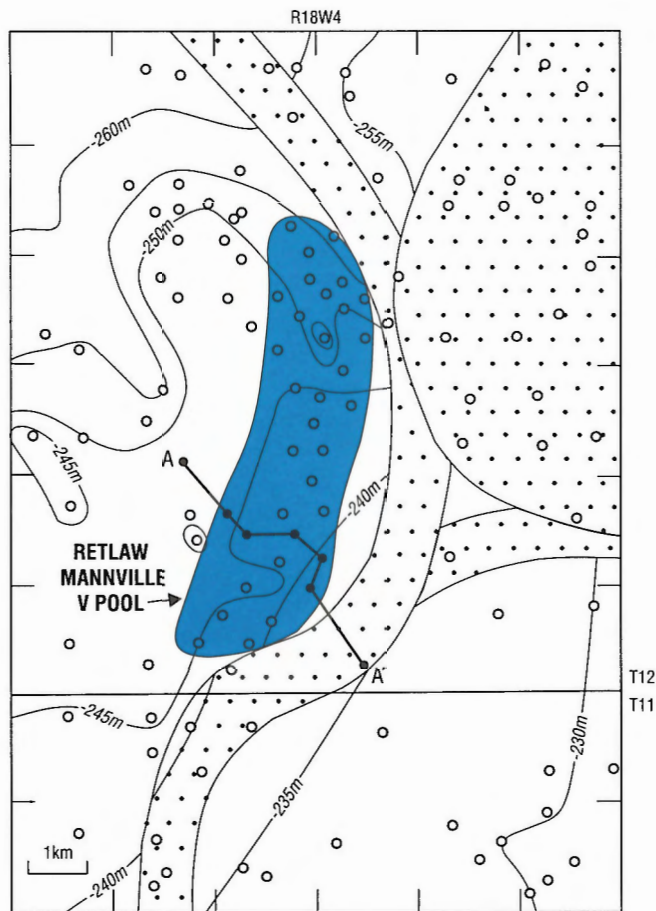 R18W4
-260m
-255m
-250m
-245m
A
-240m
RETLAW
MANNVILLE
V POOL
A'
T12
T11
-245m
-230m
-235m
1km
-240m